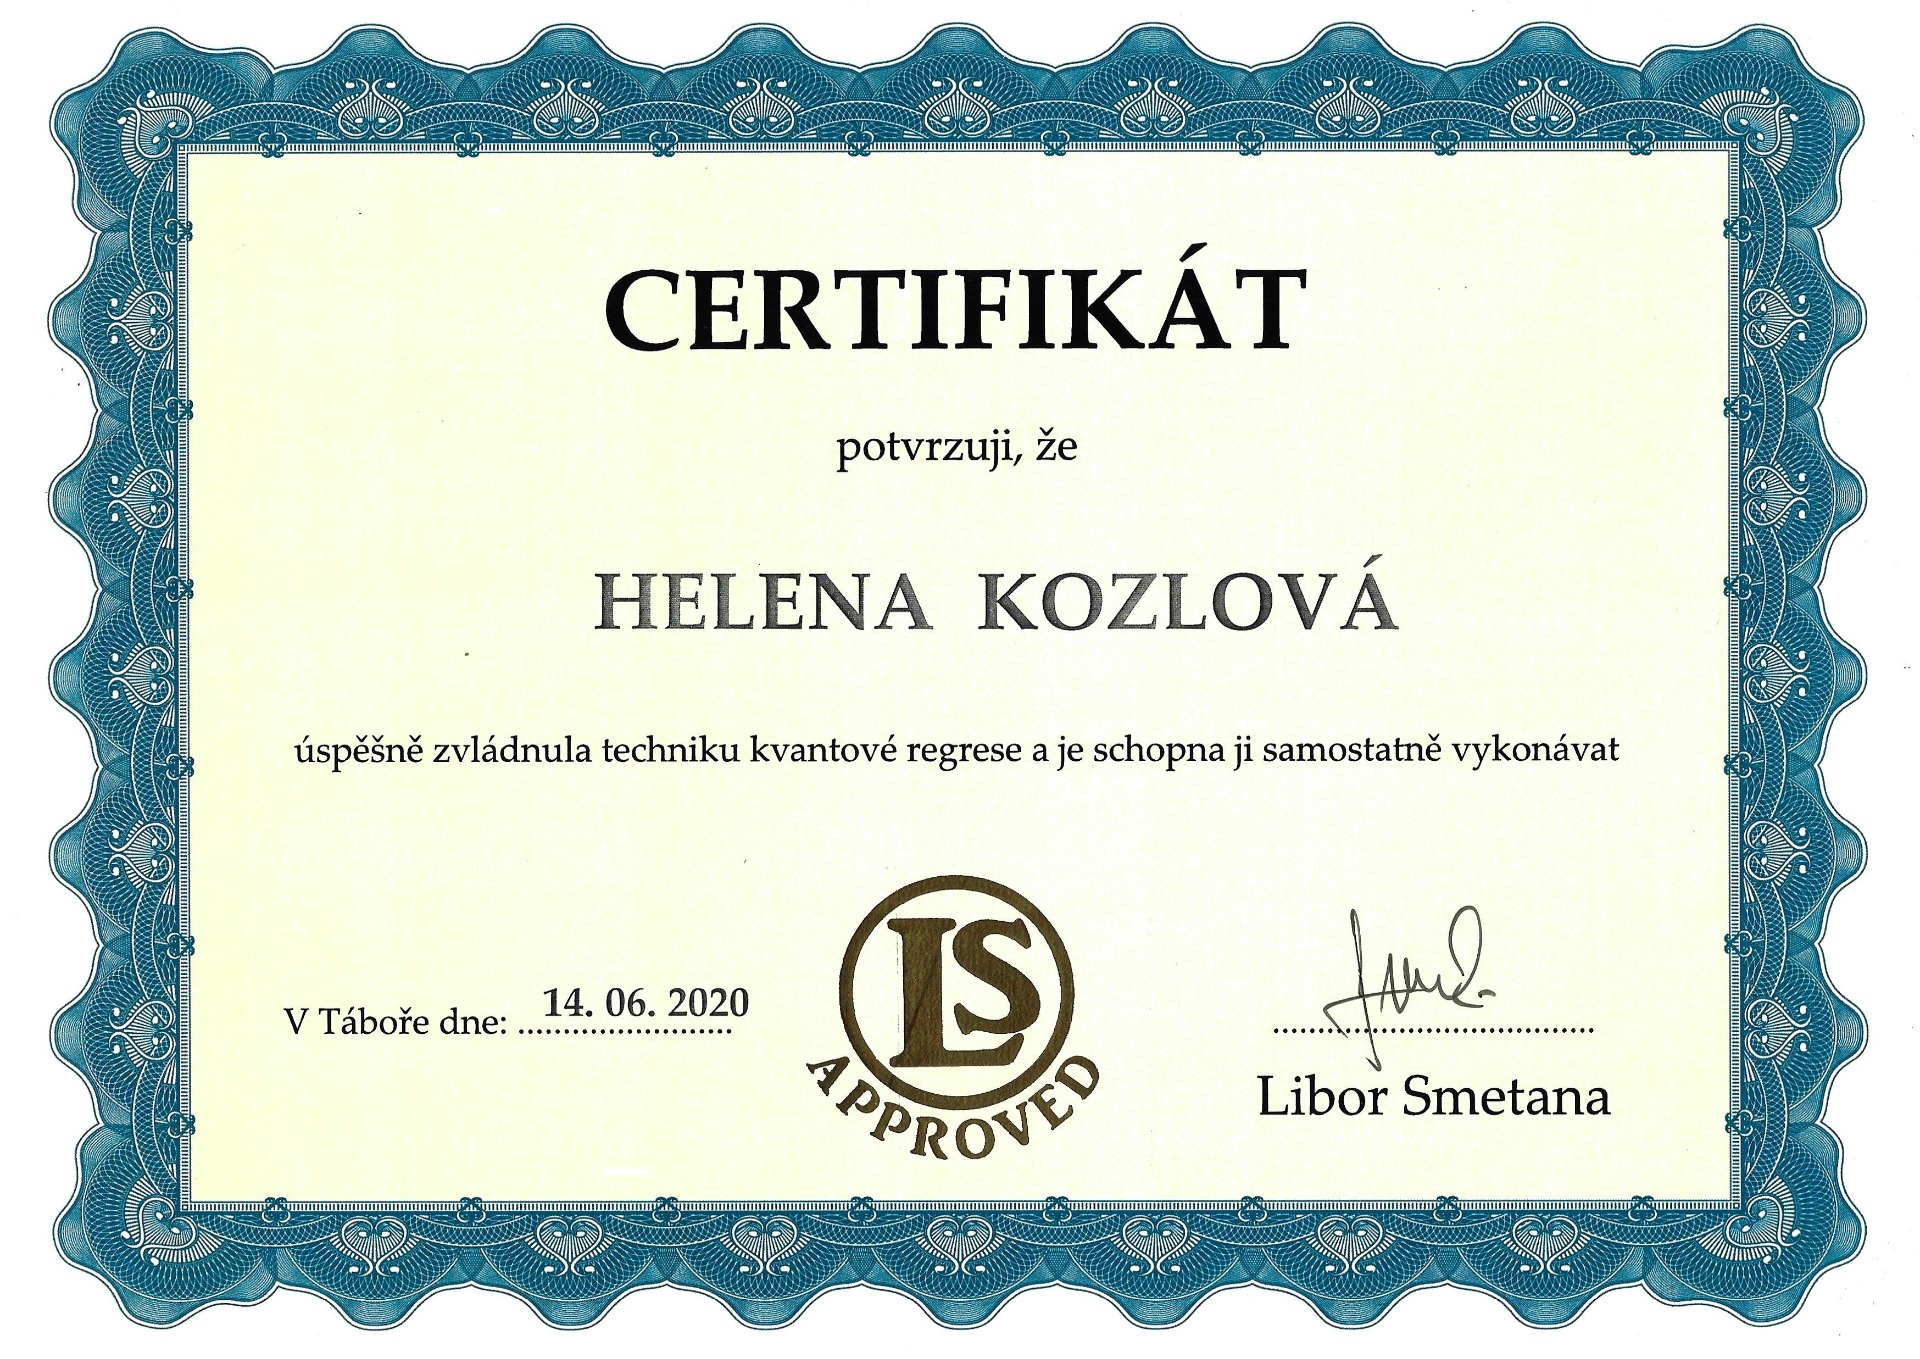 CERTIFIKÁT
potvrzuji, že
HELENA KOZLOVÁ
úspěšně zvládnula techniku kvantové regrese a je schopna ji samostatně vykonávat
V Táboře dne: 14. 06. 2020
LS
APPROVED
Libor Smetana